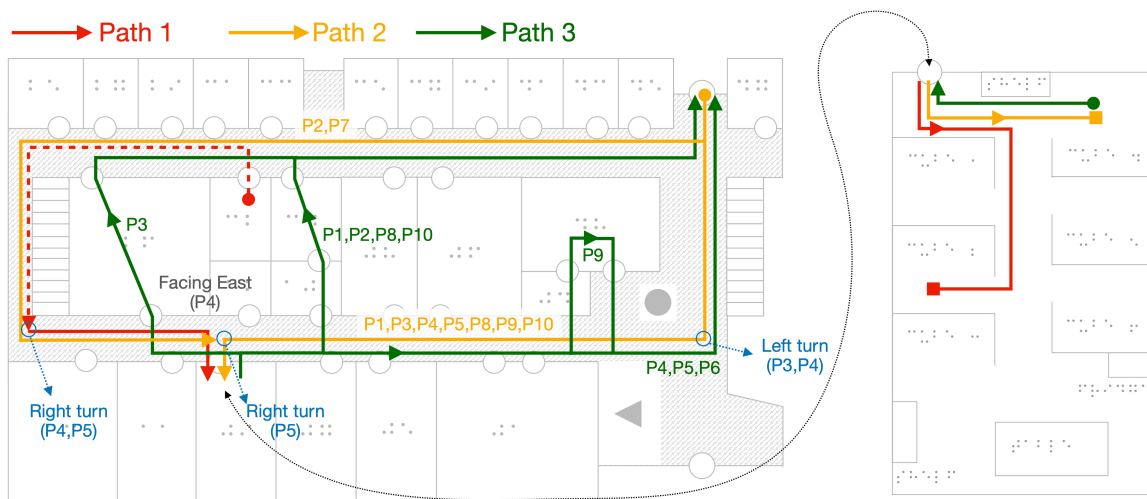 Path 1
Path 2
Path 3
P2,P7
P3
P1,P2,P8,P10
P9
Facing East
(P4)
P1,P3,P4,P5,P8,P9,P10
Left turn
(P3,P4)
P4,P5,P6
Right turn
(P4,P5)
Right turn
(P5)